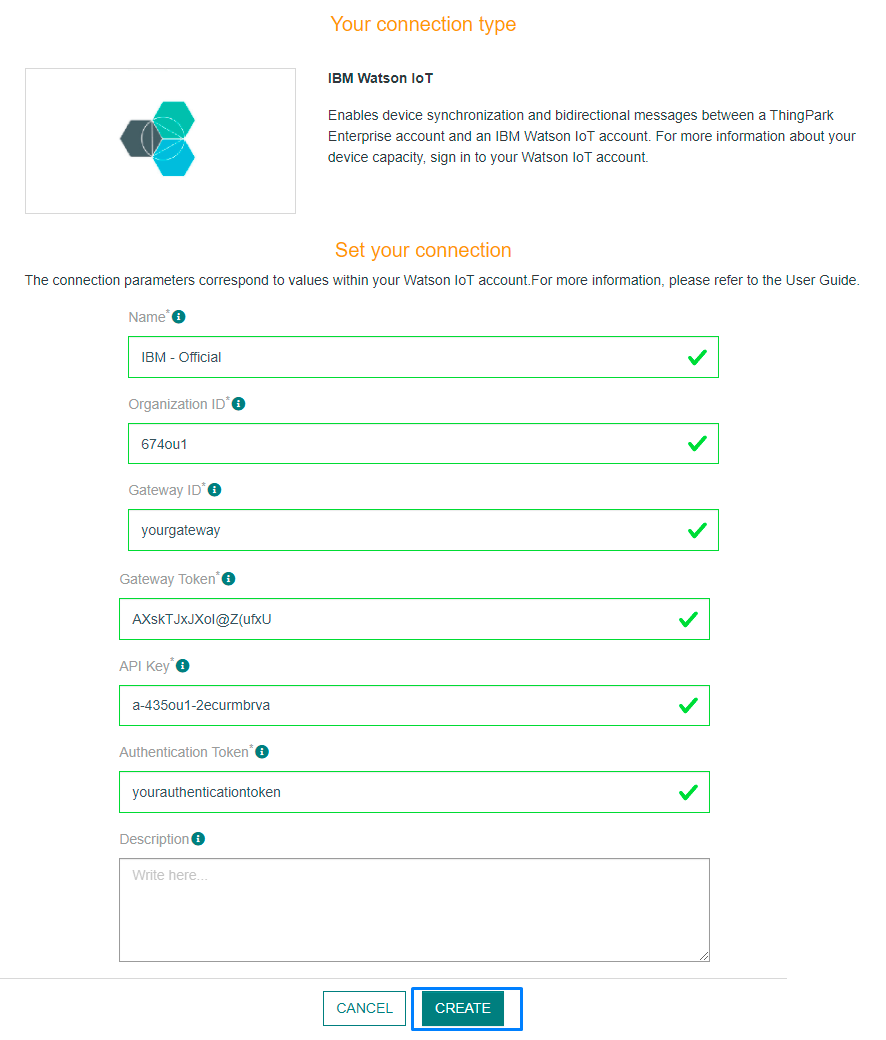 Your connection type
IBM Watson IoT
Enables device synchronization and bidirectional messages between a ThingPark
Enterprise account and an IBM Watson IoT account. For more information about your
device capacity, sign in to your Watson IoT account.
Set your connection
The connection parameters correspond to values within your Watson IoT account.For more information, please refer to the User Guide.
Name*
IBM - Official
Organization ID*
674ou1
Gateway ID*
yourgateway
Gateway Token*
AXskTJxJXoI@Z(ufxU
API Key*
a-435ou1-2ecurmbrva
Authentication Token*
yourauthenticationtoken
Description
Write here...
CANCEL CREATE